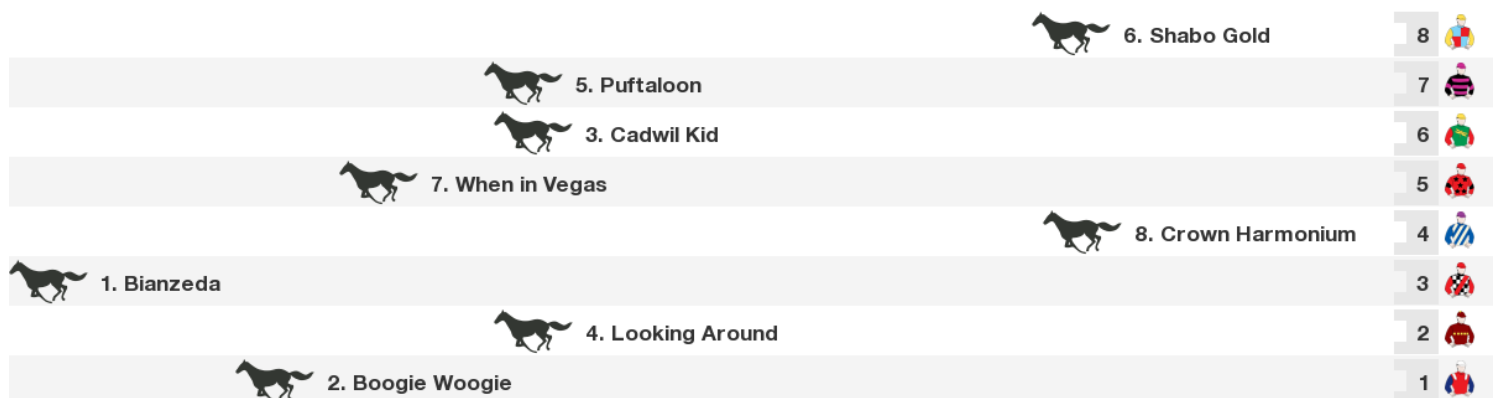 6. Shabo Gold 8
5. Puftaloon 7
3. Cadwil Kid 6
7. When in Vegas 5
8. Crown Harmonium 4
1. Bianzeda 3
4. Looking Around 2
2. Boogie Woogie 1